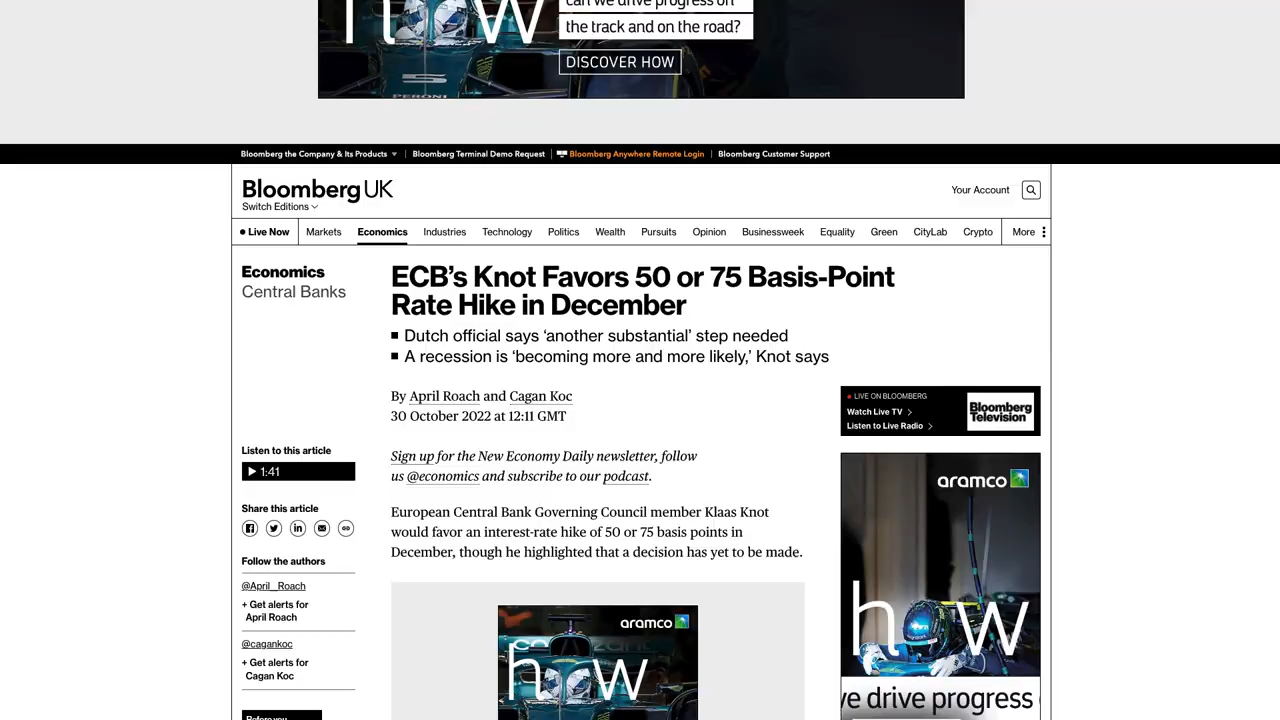 can we drive progress on
the track and on the road?
DISCOVER HOW
5
PERONI
Bloomberg the Company & Its Products
Bloomberg Terminal Demo Request
Bloomberg Anywhere Remote Login
Bloomberg Customer Support
Bloomberg UK
Switch Editions
Your Account
Live Now
Markets
Economics
Industries
Technology
Politics
Wealth
Pursuits
Opinion
Businessweek
Equality
Green
CityLab
Crypto
More
Economics
Central Banks
ECB’s Knot Favors 50 or 75 Basis-Point
Rate Hike in December
Dutch official says ‘another substantial’ step needed
A recession is ‘becoming more and more likely,’ Knot says
By April Roach and Cagan Koc
30 October 2022 at 12:11 GMT
LIVE ON BLOOMBERG
Watch Live TV
Listen to Live Radio
Bloomberg
Television
Listen to this article
1:41
Sign up for the New Economy Daily newsletter, follow
us @economics and subscribe to our podcast.
Share this article
European Central Bank Governing Council member Klaas Knot
would favor an interest-rate hike of 50 or 75 basis points in
December, though he highlighted that a decision has yet to be made.
Follow the authors
@April_Roach
+ Get alerts for
April Roach
@cagankoc
+ Get alerts for
Cagan Koc
Before you
aramco
h w
aramco
h w
ve drive progress